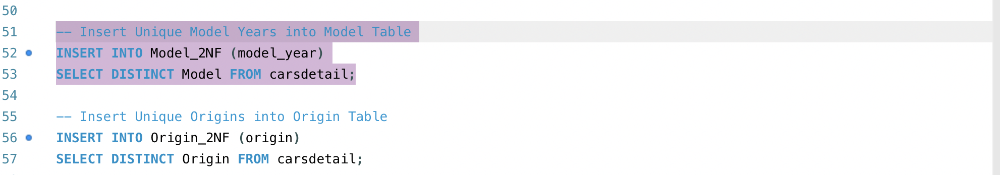 50
51 -- Insert Unique Model Years into Model Table
52 INSERT INTO Model_2NF (model_year)
53 SELECT DISTINCT Model FROM carsdetail;
54
55 -- Insert Unique Origins into Origin Table
56 INSERT INTO Origin_2NF (origin)
57 SELECT DISTINCT Origin FROM carsdetail;